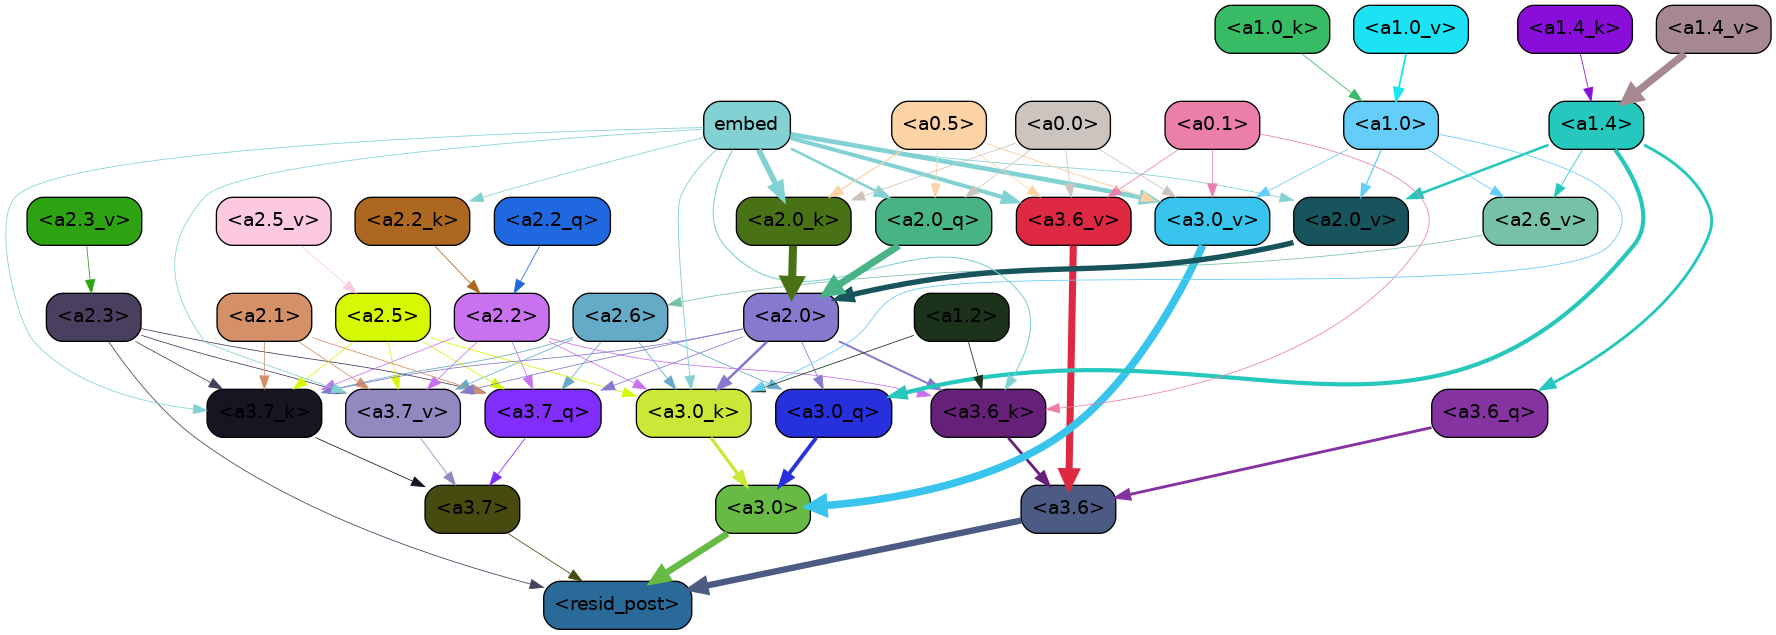 <a1.0_k> <a1.0_v> <a1.4_k> <a1.4_v>
embed <a0.5> <a0.0> <a0.1> <a1.0> <a1.4>
<a2.3_v> <a2.5_v> <a2.2_k> <a2.2_q> <a2.0_k> <a2.0_q> <a3.6_v> <a3.0_v> <a2.0_v> <a2.6_v>
<a2.3> <a2.1> <a2.5> <a2.2> <a2.6> <a2.0> <a1.2>
<a3.7_k> <a3.7_v> <a3.7_q> <a3.0_k> <a3.0_q> <a3.6_k> <a3.6_q>
<a3.7> <a3.0> <a3.6>
<resid_post>